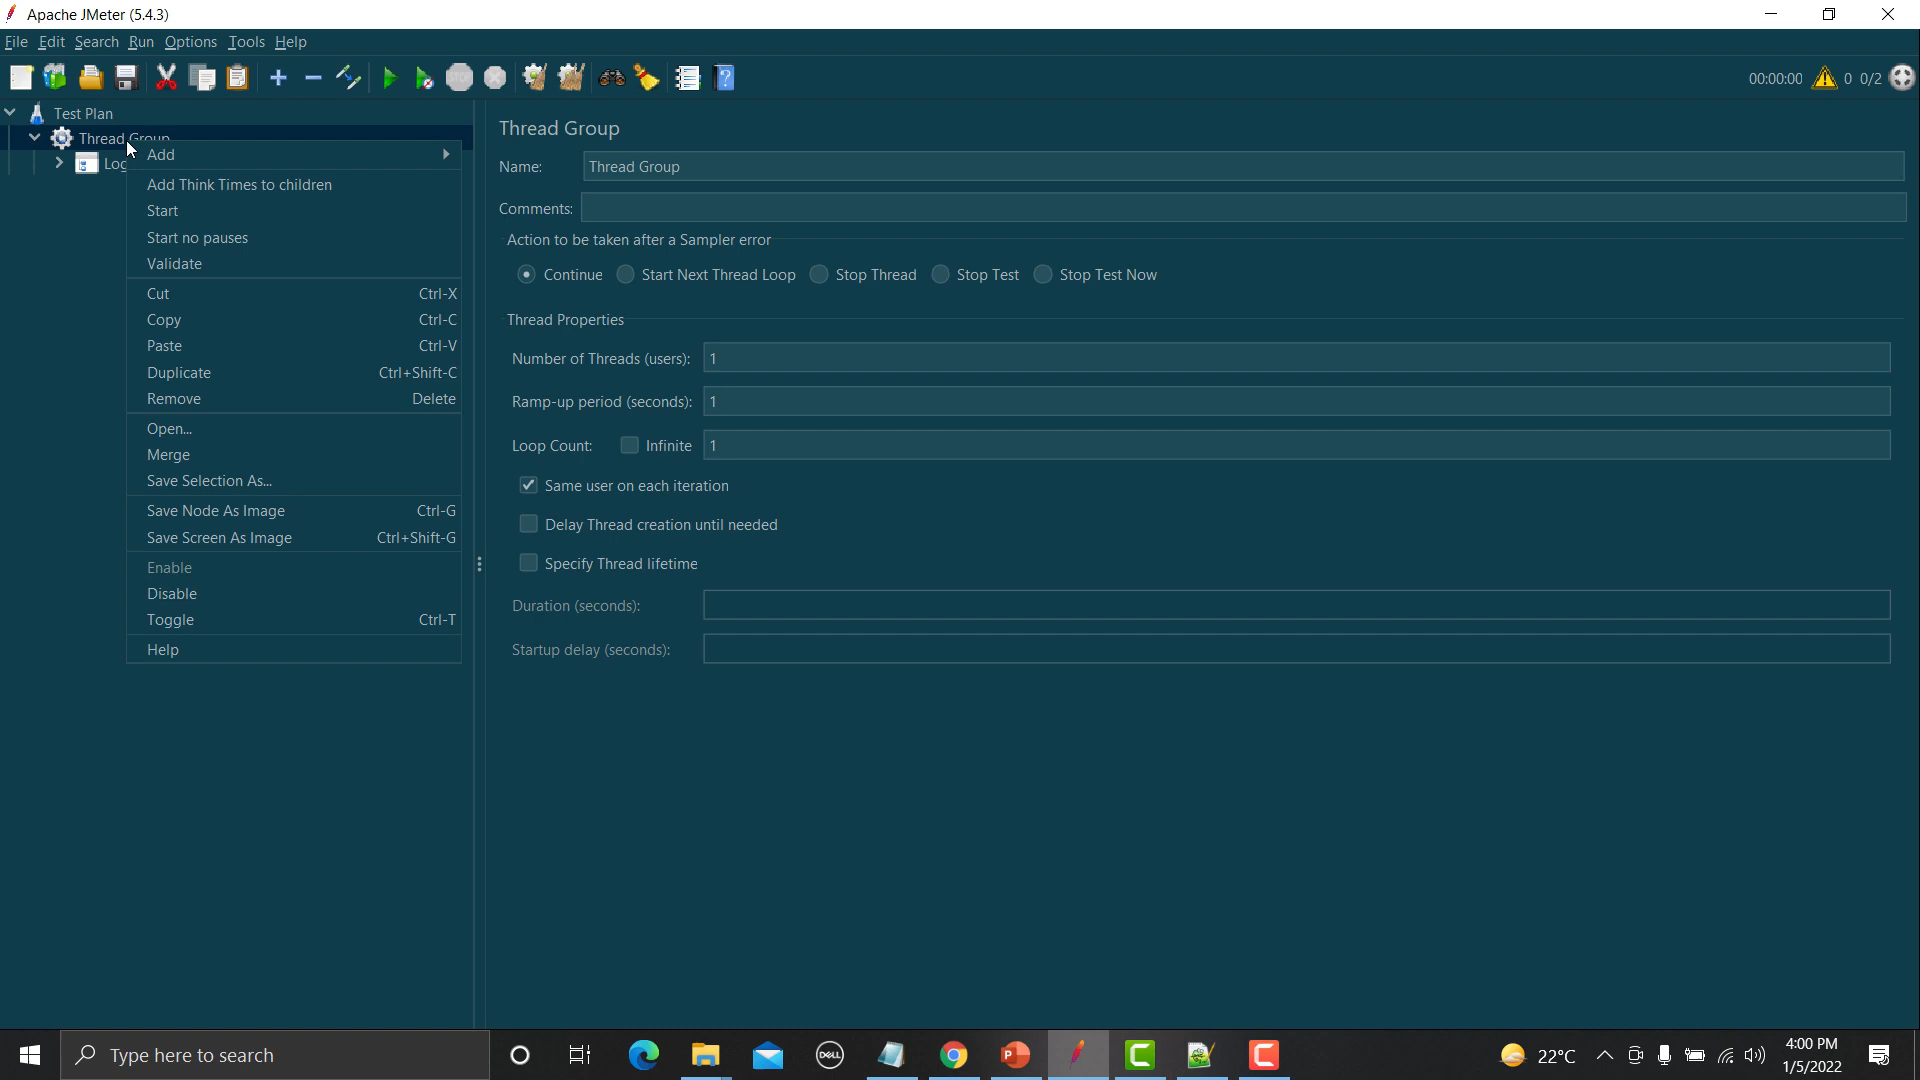 Apache JMeter (5.4.3)
File Edit Search Run Options Tools Help
STOP
00:00:00 0 0/2
Test Plan
Thread Group
Log
Add
Add Think Times to children
Start
Start no pauses
Validate
Cut Ctrl-X
Copy Ctrl-C
Paste Ctrl-V
Duplicate Ctrl+Shift-C
Remove Delete
Open...
Merge
Save Selection As...
Save Node As Image Ctrl-G
Save Screen As Image Ctrl+Shift-G
Enable
Disable
Toggle Ctrl-T
Help
Thread Group
Name: Thread Group
Comments:
Action to be taken after a Sampler error
Continue Start Next Thread Loop Stop Thread Stop Test Stop Test Now
Thread Properties
Number of Threads (users): 1
Ramp-up period (seconds): 1
Loop Count: Infinite 1
Same user on each iteration
Delay Thread creation until needed
Specify Thread lifetime
Duration (seconds):
Startup delay (seconds):
Type here to search
DELL
22°C
4:00 PM
1/5/2022